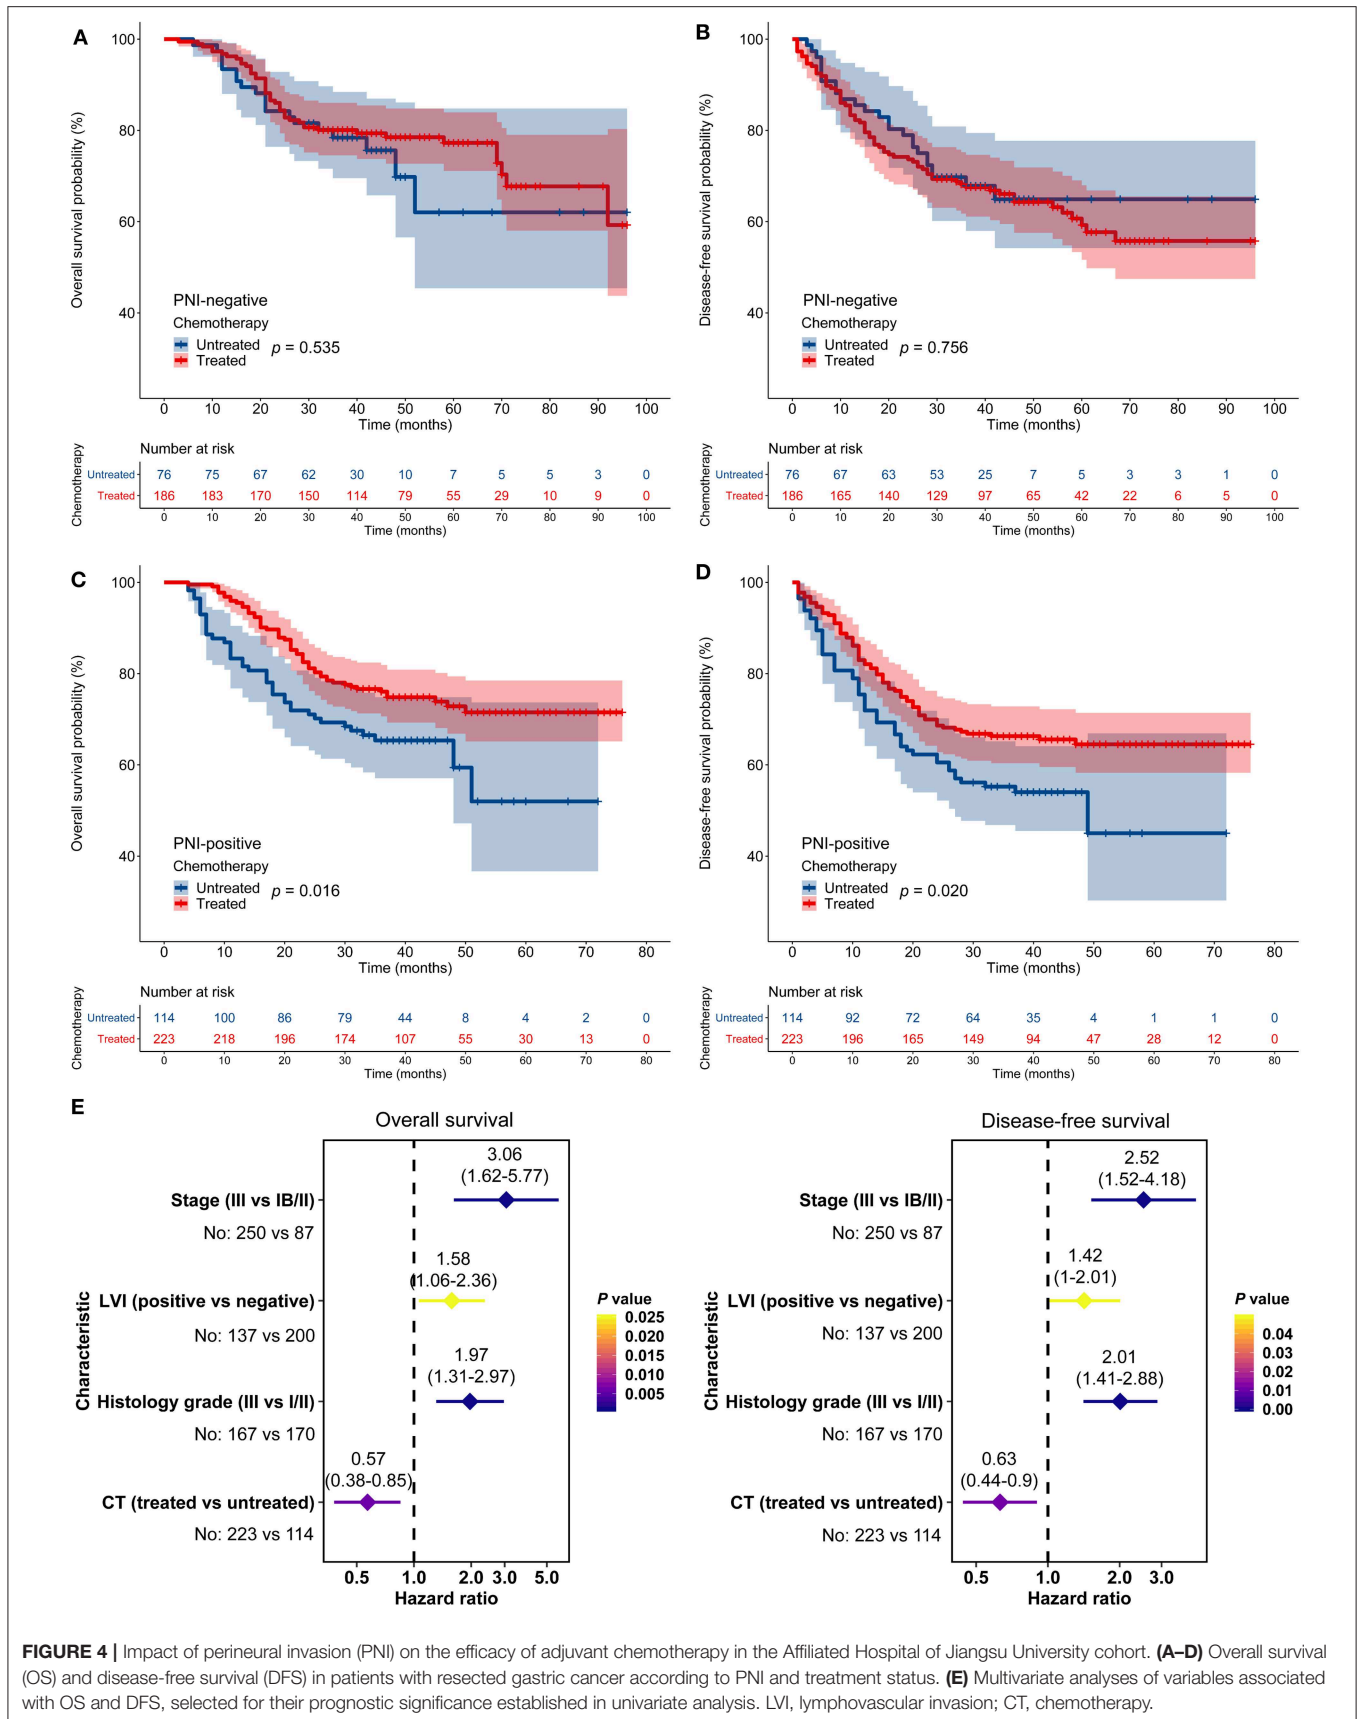 A
100
80
60
40
Overall survival probability (%)
PNI-negative
Chemotherapy
Untreated
Treated
p = 0.535
0 10 20 30 40 50 60 70 80 90 100
Time (months)
Number at risk
Chemotherapy
Untreated 76 75 67 62 30 10 7 5 5 3 0
Treated 186 183 170 150 114 79 55 29 10 9 0
0 10 20 30 40 50 60 70 80 90 100
Time (months)
B
100
80
60
40
Disease-free survival probability (%)
PNI-negative
Chemotherapy
Untreated
Treated
p = 0.756
0 10 20 30 40 50 60 70 80 90 100
Time (months)
Number at risk
Chemotherapy
Untreated 76 67 63 53 25 7 5 3 3 1 0
Treated 186 165 140 129 97 65 42 22 6 5 0
0 10 20 30 40 50 60 70 80 90 100
Time (months)
C
100
80
60
40
Overall survival probability (%)
PNI-positive
Chemotherapy
Untreated
Treated
p = 0.016
0 10 20 30 40 50 60 70 80
Time (months)
Number at risk
Chemotherapy
Untreated 114 100 86 79 44 8 4 2 0
Treated 223 218 196 174 107 55 30 13 0
0 10 20 30 40 50 60 70 80
Time (months)
D
100
80
60
40
Disease-free survival probability (%)
PNI-positive
Chemotherapy
Untreated
Treated
p = 0.020
0 10 20 30 40 50 60 70 80
Time (months)
Number at risk
Chemotherapy
Untreated 114 92 72 64 35 4 1 1 0
Treated 223 196 165 149 94 47 28 12 0
0 10 20 30 40 50 60 70 80
Time (months)
E
Overall survival
Characteristic
3.06
(1.62-5.77)
Stage (III vs IB/II)
No: 250 vs 87
1.58
(1.06-2.36)
LVI (positive vs negative)
No: 137 vs 200
1.97
(1.31-2.97)
Histology grade (III vs I/II)
No: 167 vs 170
0.57
(0.38-0.85)
CT (treated vs untreated)
No: 223 vs 114
0.5 1.0 2.0 3.0 5.0
Hazard ratio
P value
0.025
0.020
0.015
0.010
0.005
Disease-free survival
Characteristic
2.52
(1.52-4.18)
Stage (III vs IB/II)
No: 250 vs 87
1.42
(1-2.01)
LVI (positive vs negative)
No: 137 vs 200
2.01
(1.41-2.88)
Histology grade (III vs I/II)
No: 167 vs 170
0.63
(0.44-0.9)
CT (treated vs untreated)
No: 223 vs 114
0.5 1.0 2.0 3.0
Hazard ratio
P value
0.04
0.03
0.02
0.01
0.00
FIGURE 4 | Impact of perineural invasion (PNI) on the efficacy of adjuvant chemotherapy in the Affiliated Hospital of Jiangsu University cohort. (A–D) Overall survival
(OS) and disease-free survival (DFS) in patients with resected gastric cancer according to PNI and treatment status. (E) Multivariate analyses of variables associated
with OS and DFS, selected for their prognostic significance established in univariate analysis. LVI, lymphovascular invasion; CT, chemotherapy.